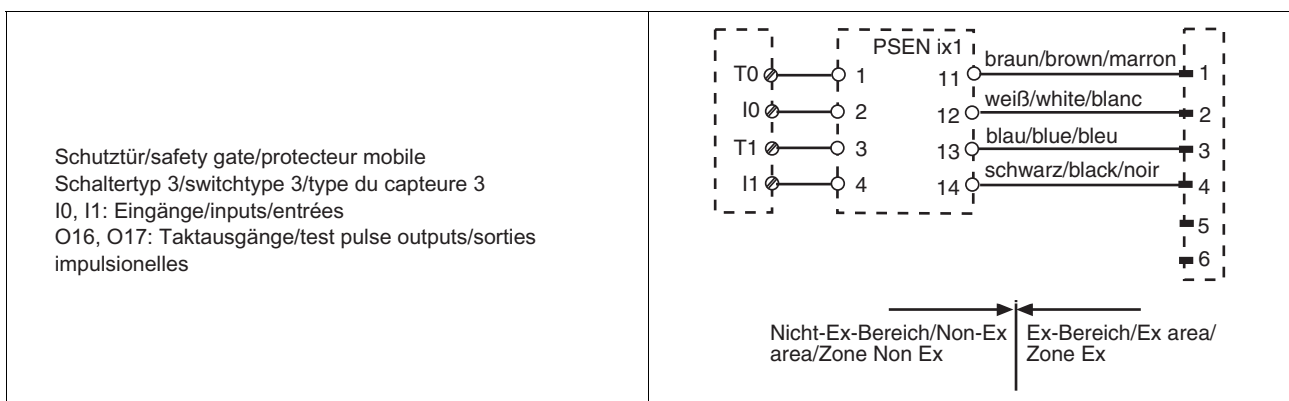 Schutztür/safety gate/protecteur mobile
Schaltertyp 3/switchtype 3/type du capteure 3
I0, I1: Eingänge/inputs/entrées
O16, O17: Taktausgänge/test pulse outputs/sorties
impulsionelles
PSEN ix1
T0 1 11 braun/brown/marron 1
I0 2 12 weiß/white/blanc 2
T1 3 13 blau/blue/bleu 3
I1 4 14 schwarz/black/noir 4
5
6
Nicht-Ex-Bereich/Non-Ex
area/Zone Non Ex
Ex-Bereich/Ex area/
Zone Ex